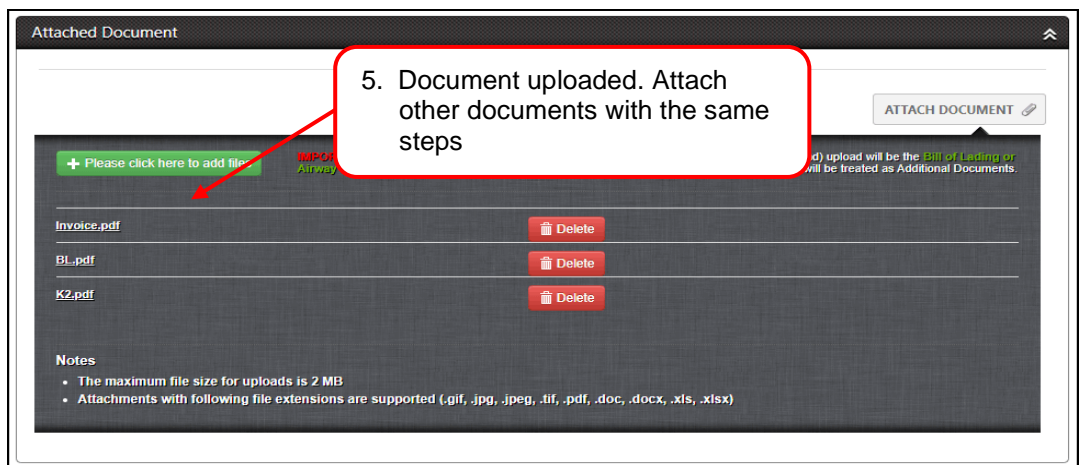 Attached Document
5. Document uploaded. Attach
other documents with the same
steps
ATTACH DOCUMENT
+ Please click here to add files
upload will be the Bill of Lading or
Airway
will be treated as Additional Documents.
Invoice.pdf
Delete
BL.pdf
Delete
K2.pdf
Delete
Notes
• The maximum file size for uploads is 2 MB
• Attachments with following file extensions are supported (.gif, .jpg, .jpeg, .tif, .pdf, .doc, .docx, .xls, .xlsx)